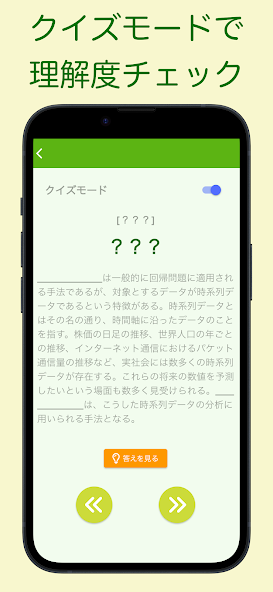 クイズモードで
理解度チェック
クイズモード
[？？？]
？？？
____________は一般的に回帰問題に適用され
る手法であるが、対象とするデータが時系列デ
ータであるという特徴がある。時系列データと
はその名の通り、時間軸に沿ったデータのこと
を指す。株価の日足の推移、世界人口の年ごと
の推移、インターネット通信におけるパケット
通信量の推移など、実社会には数多くの時系列
データが存在する。これらの将来の数値を予測
したいという場面も数多く見受けられる。____
________は、こうした時系列データの分析に
用いられる手法となる。
答えを見る